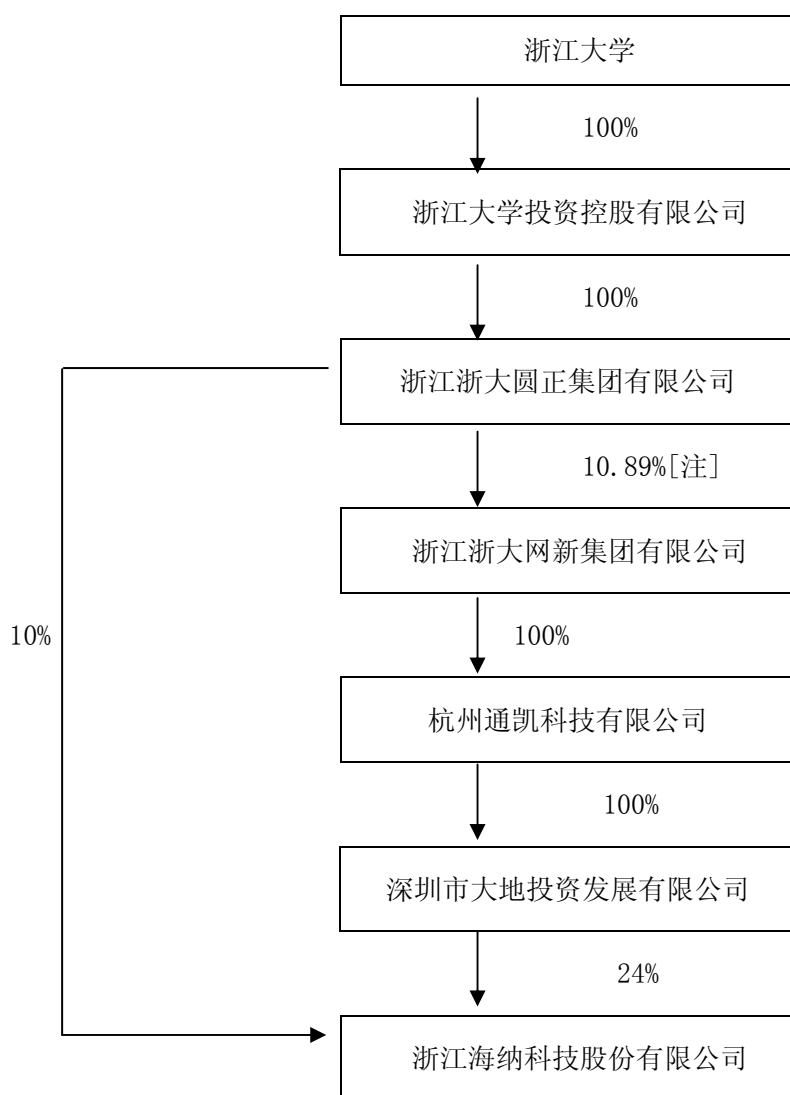 浙江大学
100%
浙江大学投资控股有限公司
100%
浙江浙大圆正集团有限公司
10.89%[注]
浙江浙大网新集团有限公司
10%
100%
杭州通凯科技有限公司
100%
深圳市大地投资发展有限公司
24%
浙江海纳科技股份有限公司